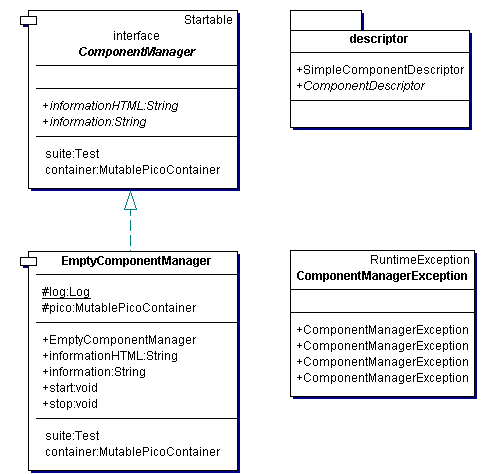 Startable
interface
ComponentManager
+informationHTML:String
+information:String
suite:Test
container:MutablePicoContainer
descriptor
+SimpleComponentDescriptor
+ComponentDescriptor
EmptyComponentManager
#log:Log
#pico:MutablePicoContainer
+EmptyComponentManager
+informationHTML:String
+information:String
+start:void
+stop:void
suite:Test
container:MutablePicoContainer
RuntimeException
ComponentManagerException
+ComponentManagerException
+ComponentManagerException
+ComponentManagerException
+ComponentManagerException